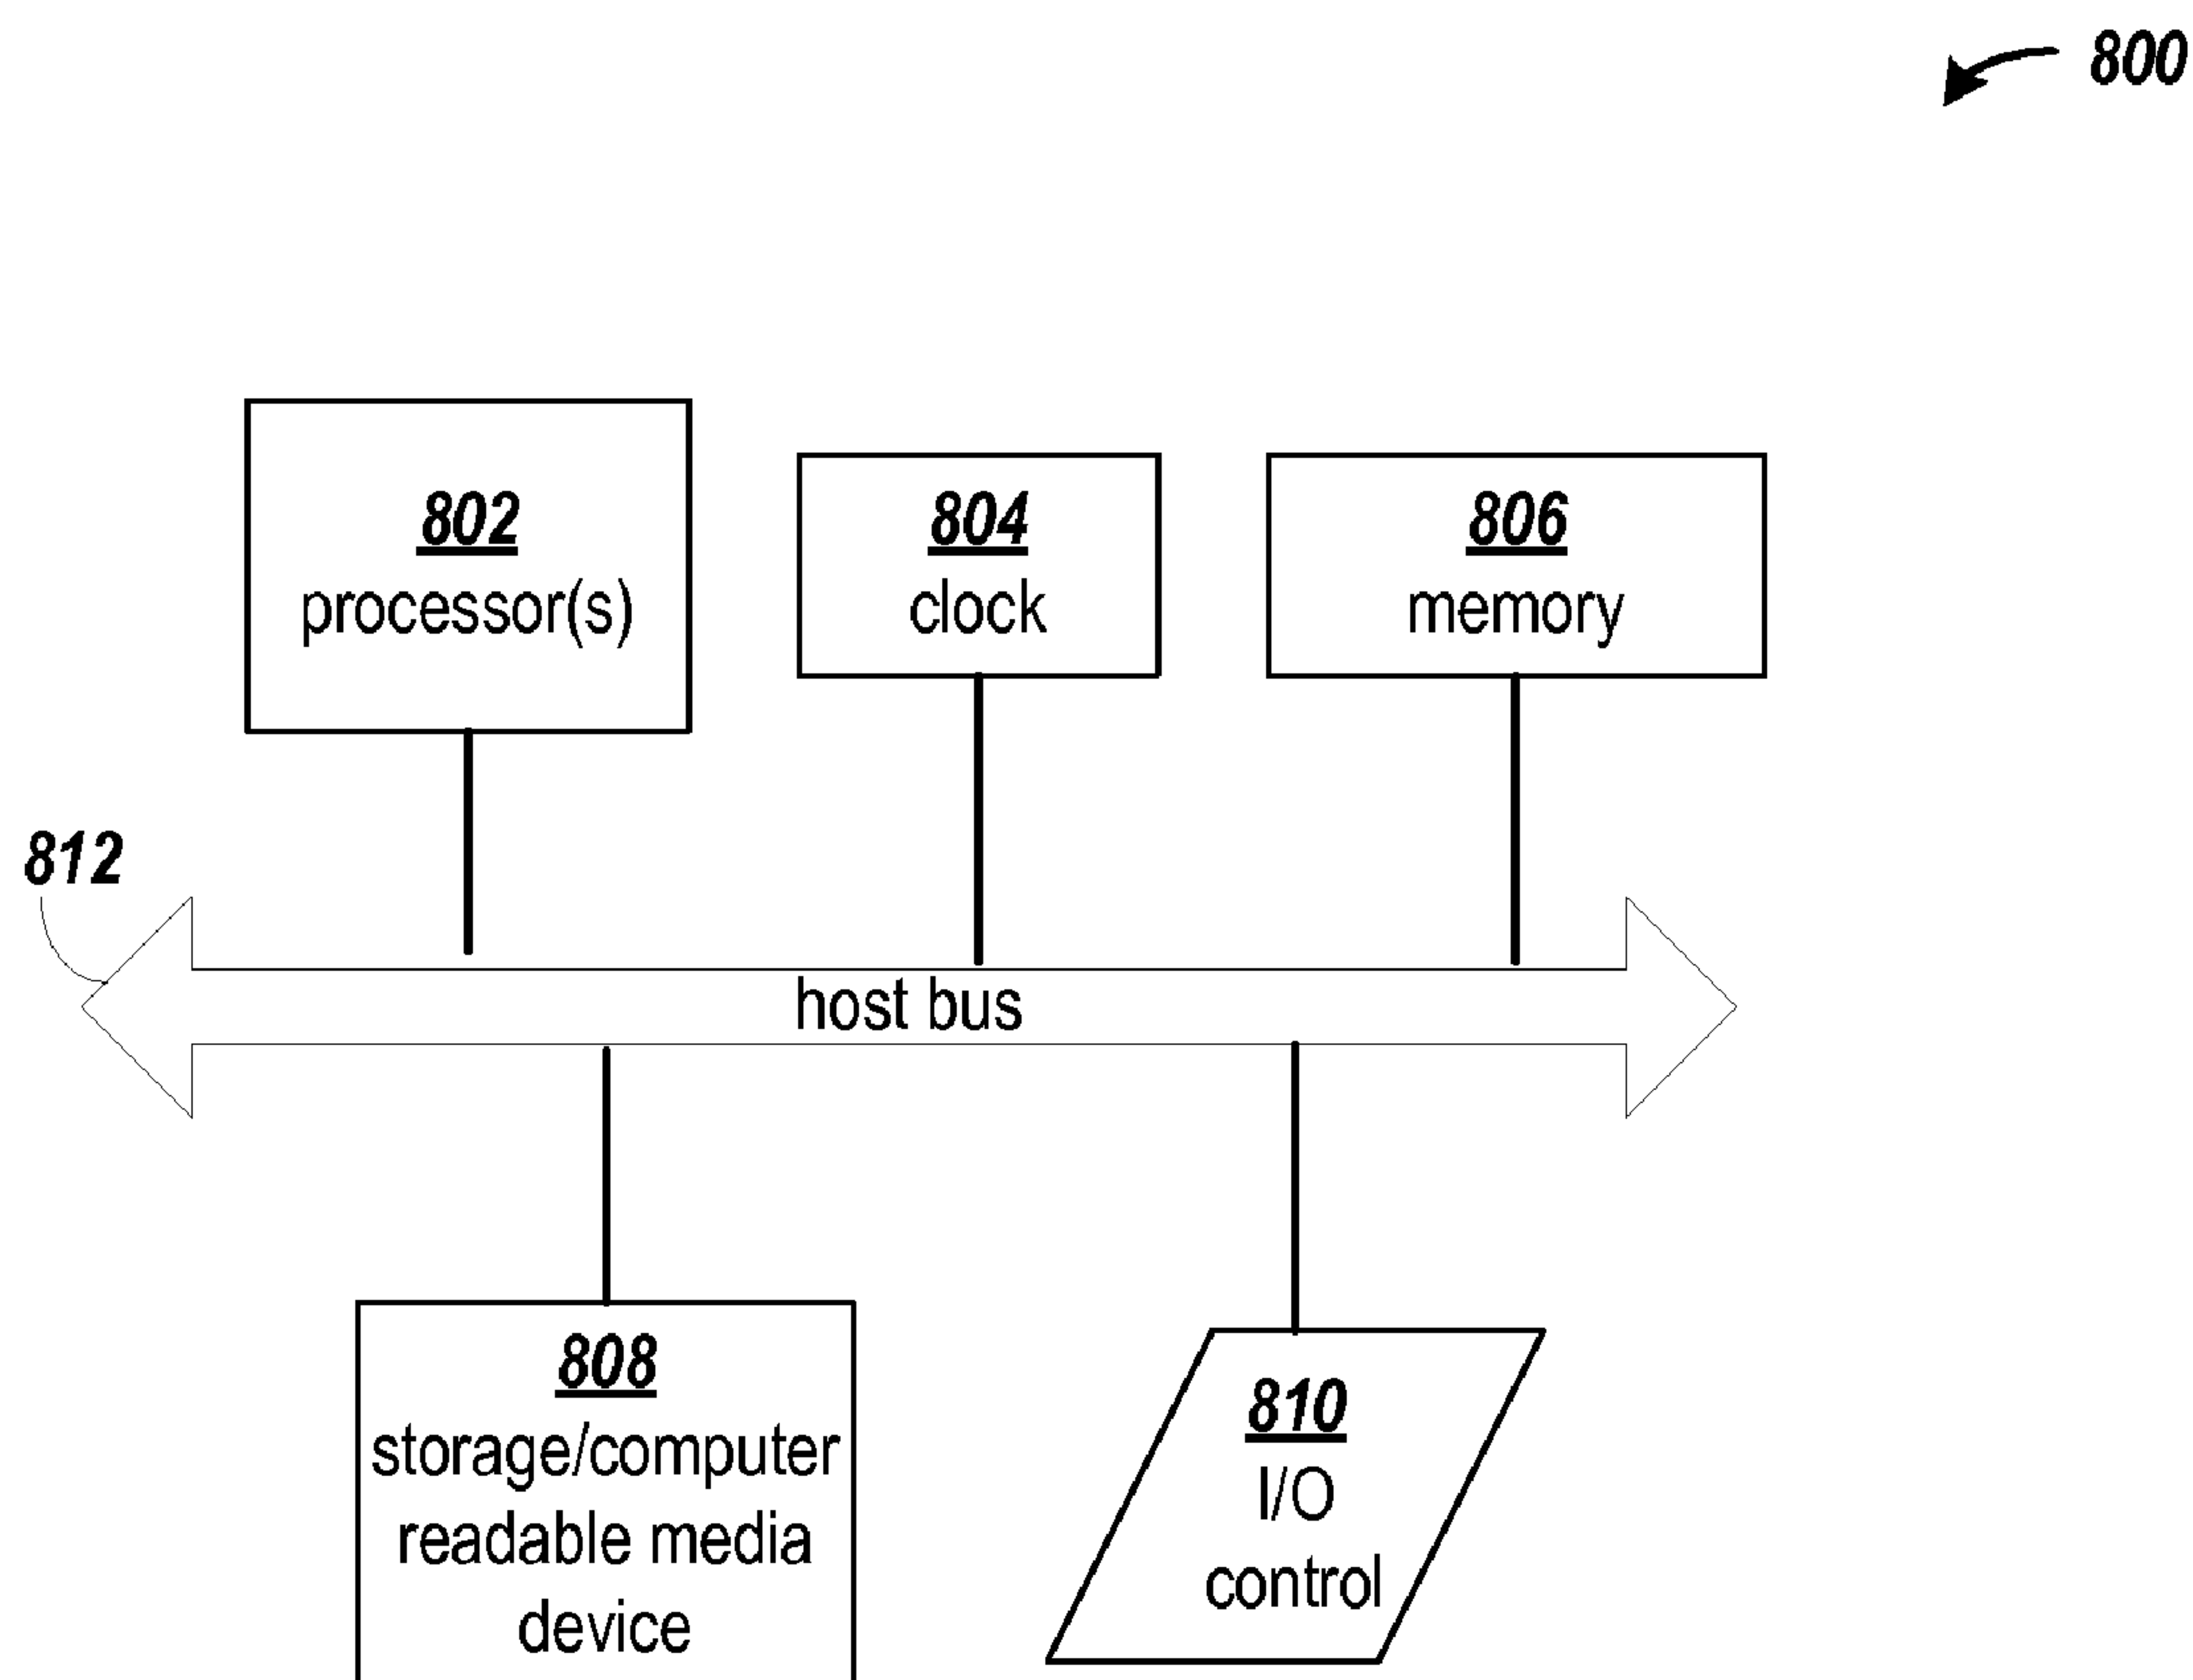 800
802
processor(s)
804
clock
806
memory
812
host bus
808
storage/computer
readable media
device
810
I/O
control